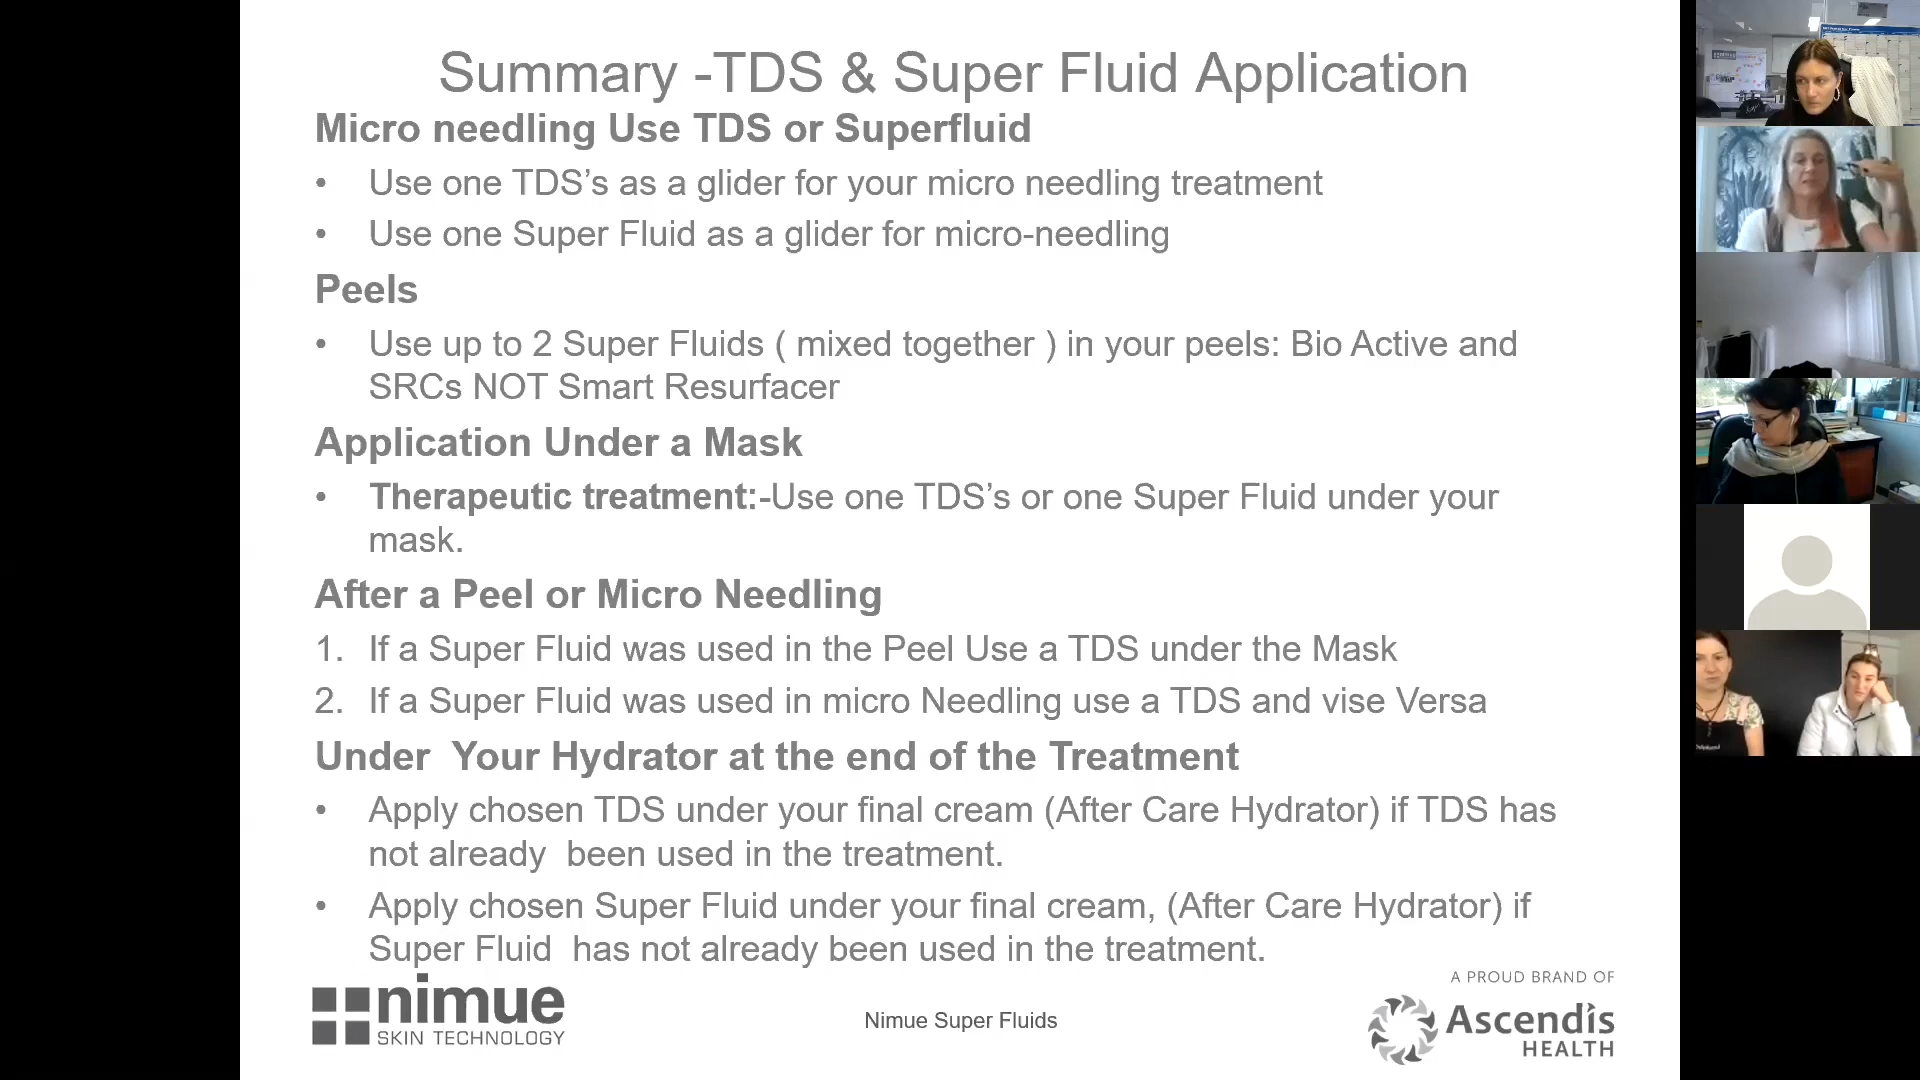 Summary -TDS & Super Fluid Application
Micro needling Use TDS or Superfluid
• Use one TDS’s as a glider for your micro needling treatment
• Use one Super Fluid as a glider for micro-needling
Peels
• Use up to 2 Super Fluids ( mixed together ) in your peels: Bio Active and
SRCs NOT Smart Resurfacer
Application Under a Mask
• Therapeutic treatment:-Use one TDS’s or one Super Fluid under your
mask.
After a Peel or Micro Needling
1. If a Super Fluid was used in the Peel Use a TDS under the Mask
2. If a Super Fluid was used in micro Needling use a TDS and vise Versa
Under  Your Hydrator at the end of the Treatment
• Apply chosen TDS under your final cream (After Care Hydrator) if TDS has
not already  been used in the treatment.
• Apply chosen Super Fluid under your final cream, (After Care Hydrator) if
Super Fluid  has not already been used in the treatment.
nimue
SKIN TECHNOLOGY
Nimue Super Fluids
A PROUD BRAND OF
Ascendis
HEALTH